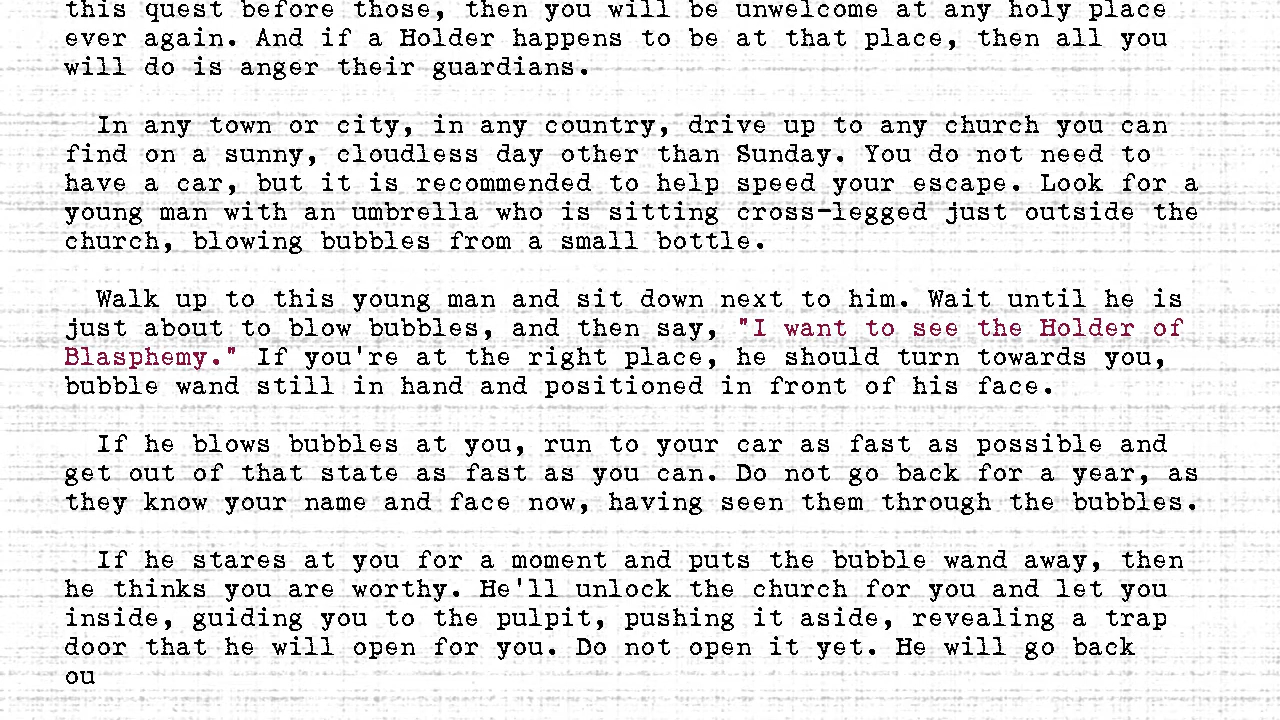 this quest before those, then you will be unwelcome at any holy place
ever again. And if a Holder happens to be at that place, then all you
will do is anger their guardians.
In any town or city, in any country, drive up to any church you can
find on a sunny, cloudless day other than Sunday. You do not need to
have a car, but it is recommended to help speed your escape. Look for a
young man with an umbrella who is sitting cross-legged just outside the
church, blowing bubbles from a small bottle.
Walk up to this young man and sit down next to him. Wait until he is
just about to blow bubbles, and then say, "I want to see the Holder of
Blasphemy." If you're at the right place, he should turn towards you,
bubble wand still in hand and positioned in front of his face.
If he blows bubbles at you, run to your car as fast as possible and
get out of that state as fast as you can. Do not go back for a year, as
they know your name and face now, having seen them through the bubbles.
If he stares at you for a moment and puts the bubble wand away, then
he thinks you are worthy. He'll unlock the church for you and let you
inside, guiding you to the pulpit, pushing it aside, revealing a trap
door that he will open for you. Do not open it yet. He will go back
ou